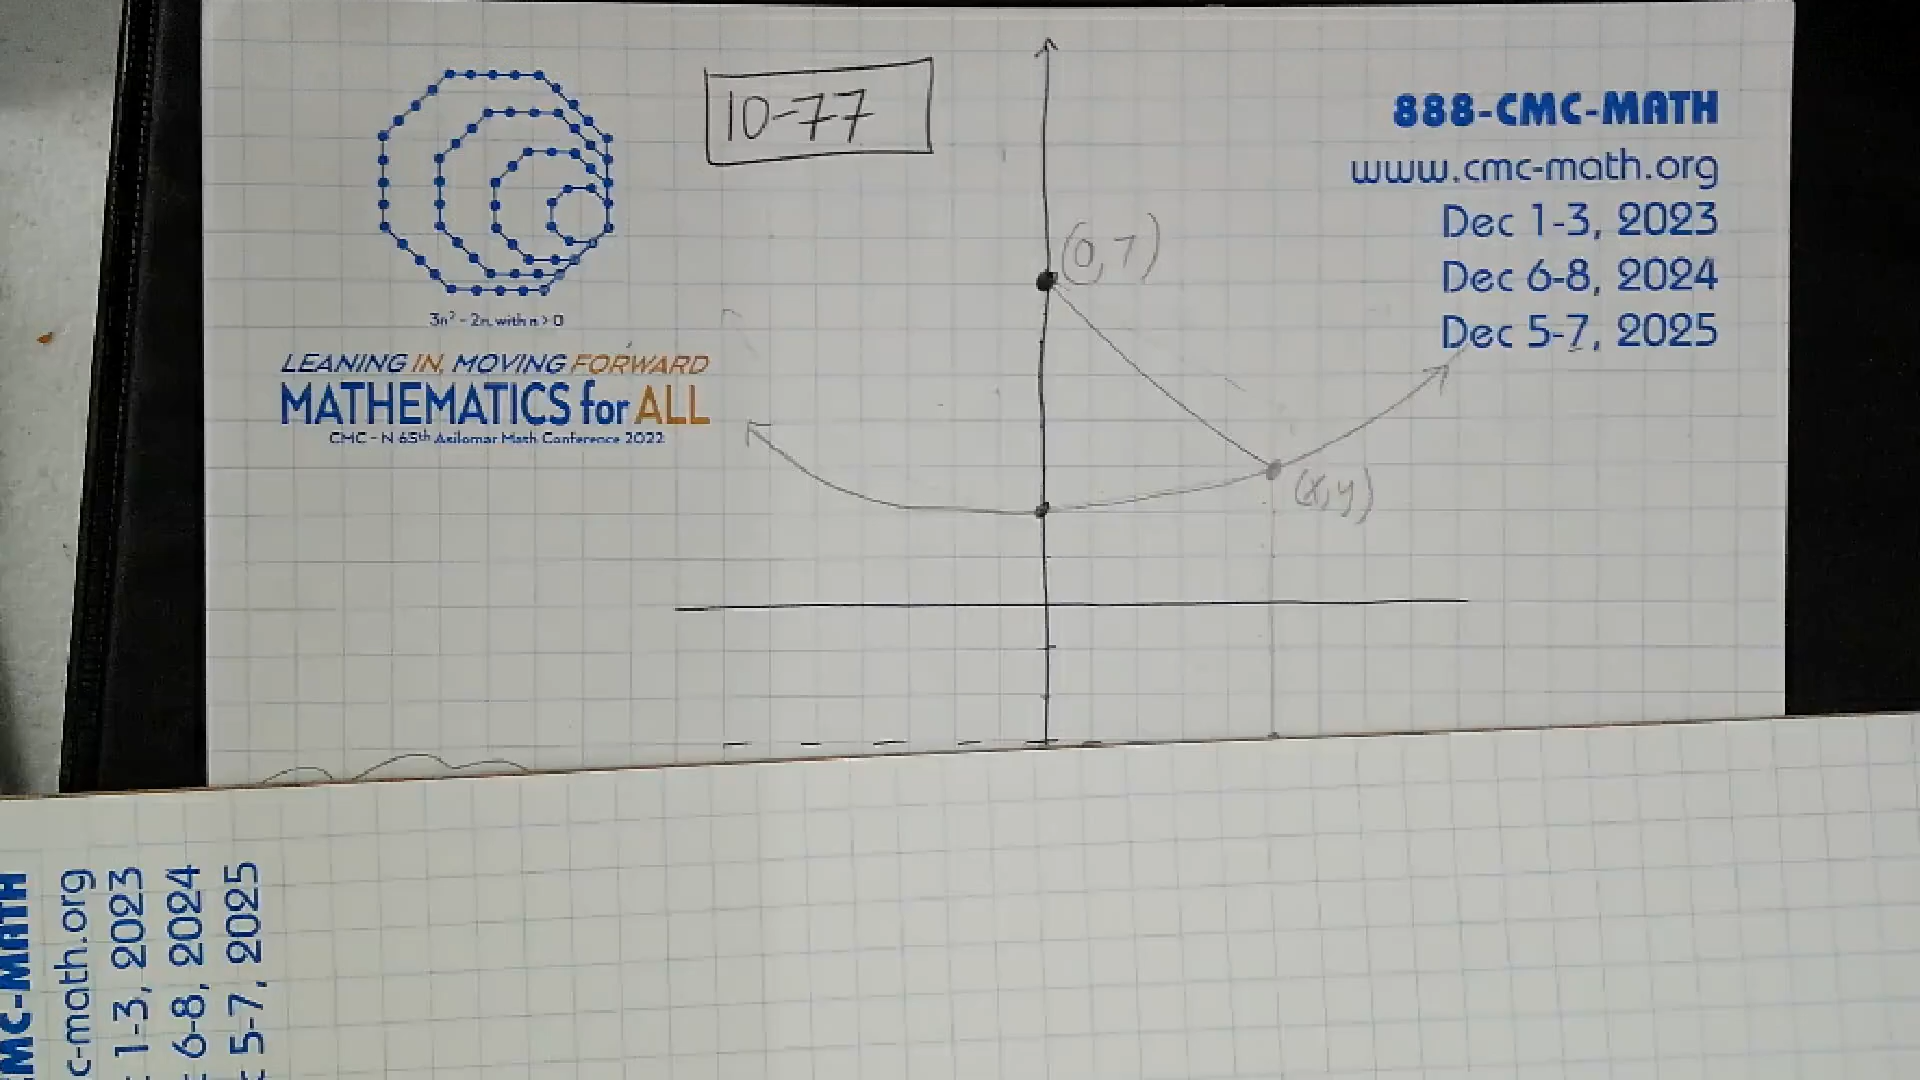 10-77
888-CMC-MATH
www.cmc-math.org
Dec 1-3, 2023
Dec 6-8, 2024
Dec 5-7, 2025
(0,7)
(x,y)
3n² - 2n, with n > 0
LEANING IN, MOVING FORWARD
MATHEMATICS for ALL
CMC - N 65th Asilomar Math Conference 2022
CMC-MATH
c-math.org
1-3, 2023
6-8, 2024
5-7, 2025